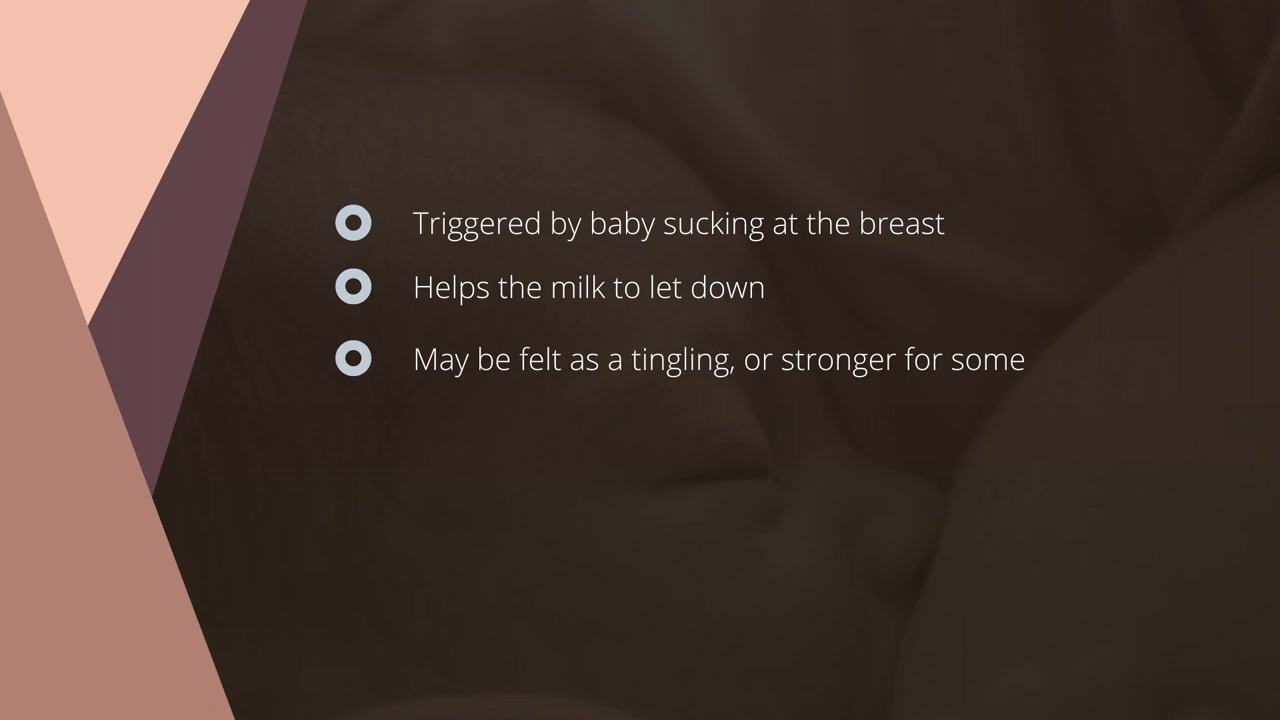 Triggered by baby sucking at the breast
Helps the milk to let down
May be felt as a tingling, or stronger for some